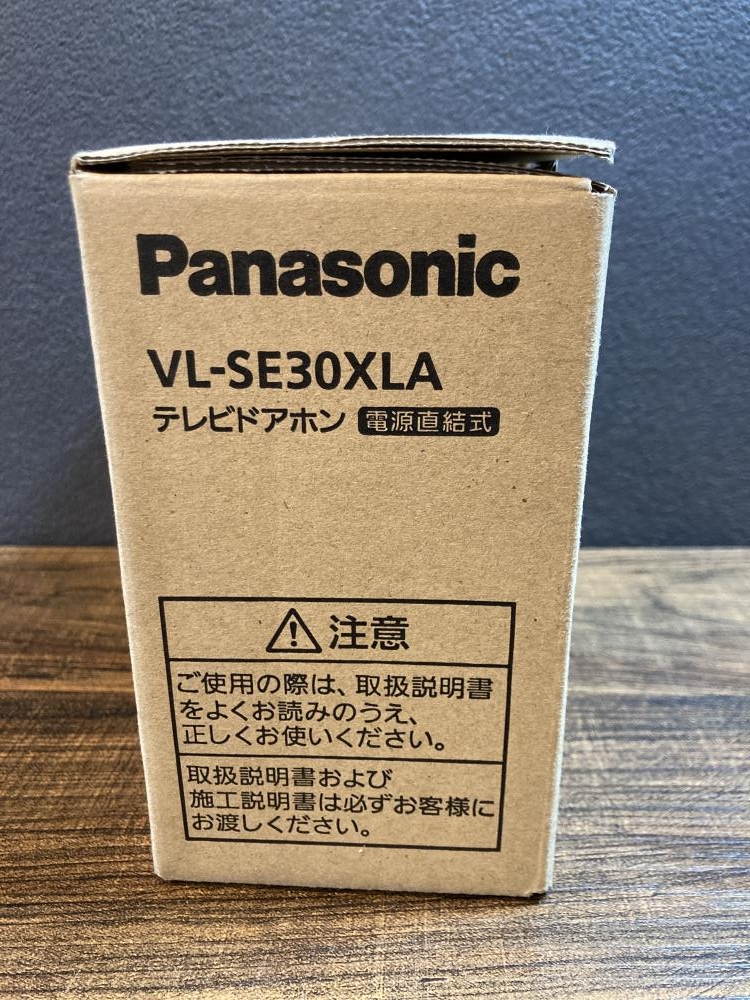 Panasonic
VL-SE30XLA
テレビドアホン 電源直結式
注意
ご使用の際は、取扱説明書
をよくお読みのうえ、
正しくお使いください。
取扱説明書および
施工説明書は必ずお客様に
お渡しください。